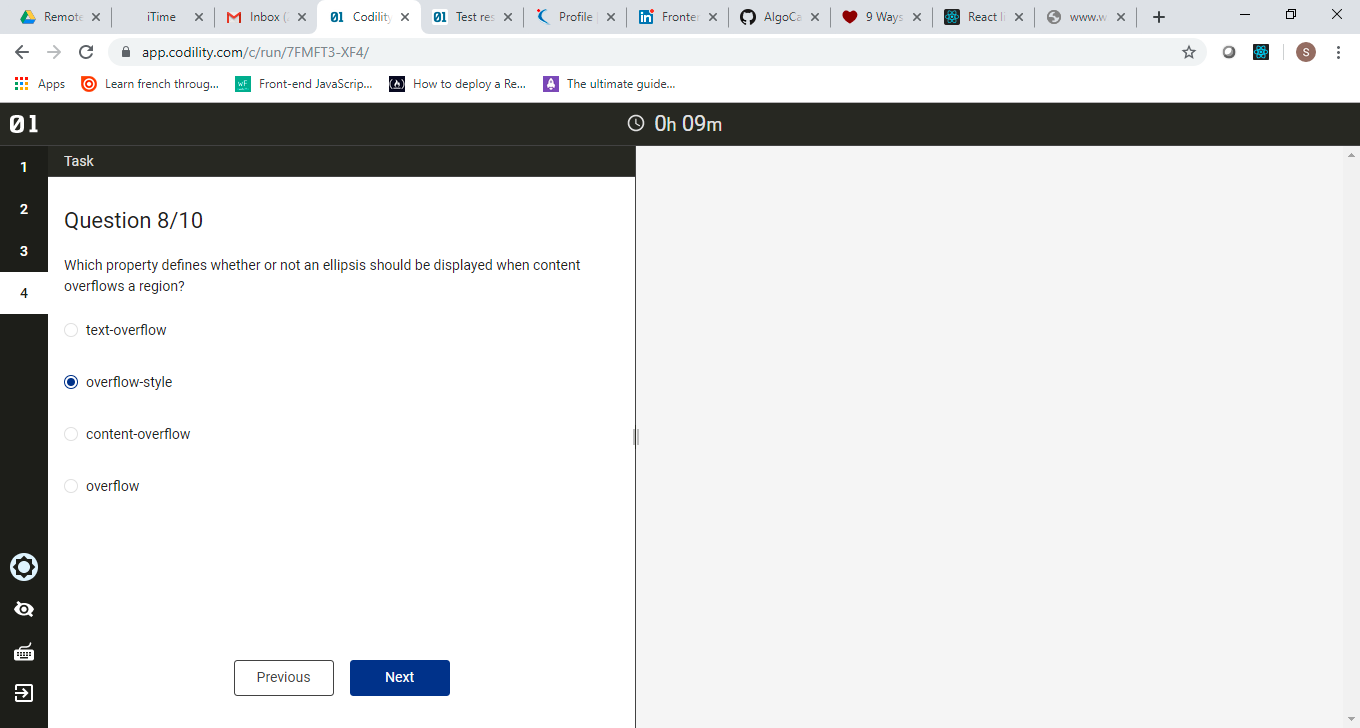 Remote
iTime
Inbox (
Codility
Test res
Profile
Fronter
AlgoCa
9 Ways
React li
www.w
app.codility.com/c/run/7FMFT3-XF4/
S
Apps
Learn french throug...
Front-end JavaScrip...
How to deploy a Re...
The ultimate guide...
01
0h 09m
1
2
3
4
Task
Question 8/10
Which property defines whether or not an ellipsis should be displayed when content
overflows a region?
text-overflow
overflow-style
content-overflow
overflow
Previous
Next